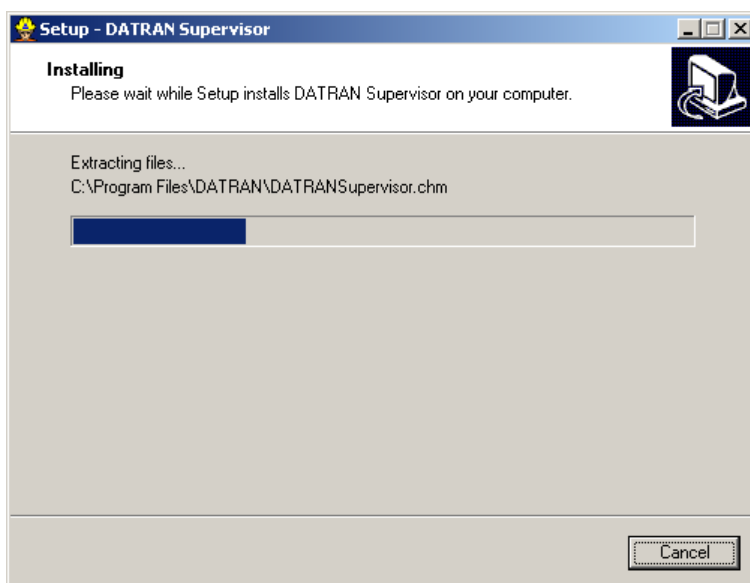 Setup - DATRAN Supervisor
Installing
Please wait while Setup installs DATRAN Supervisor on your computer.
Extracting files...
C:\Program Files\DATRAN\DATRANSupervisor.chm
Cancel